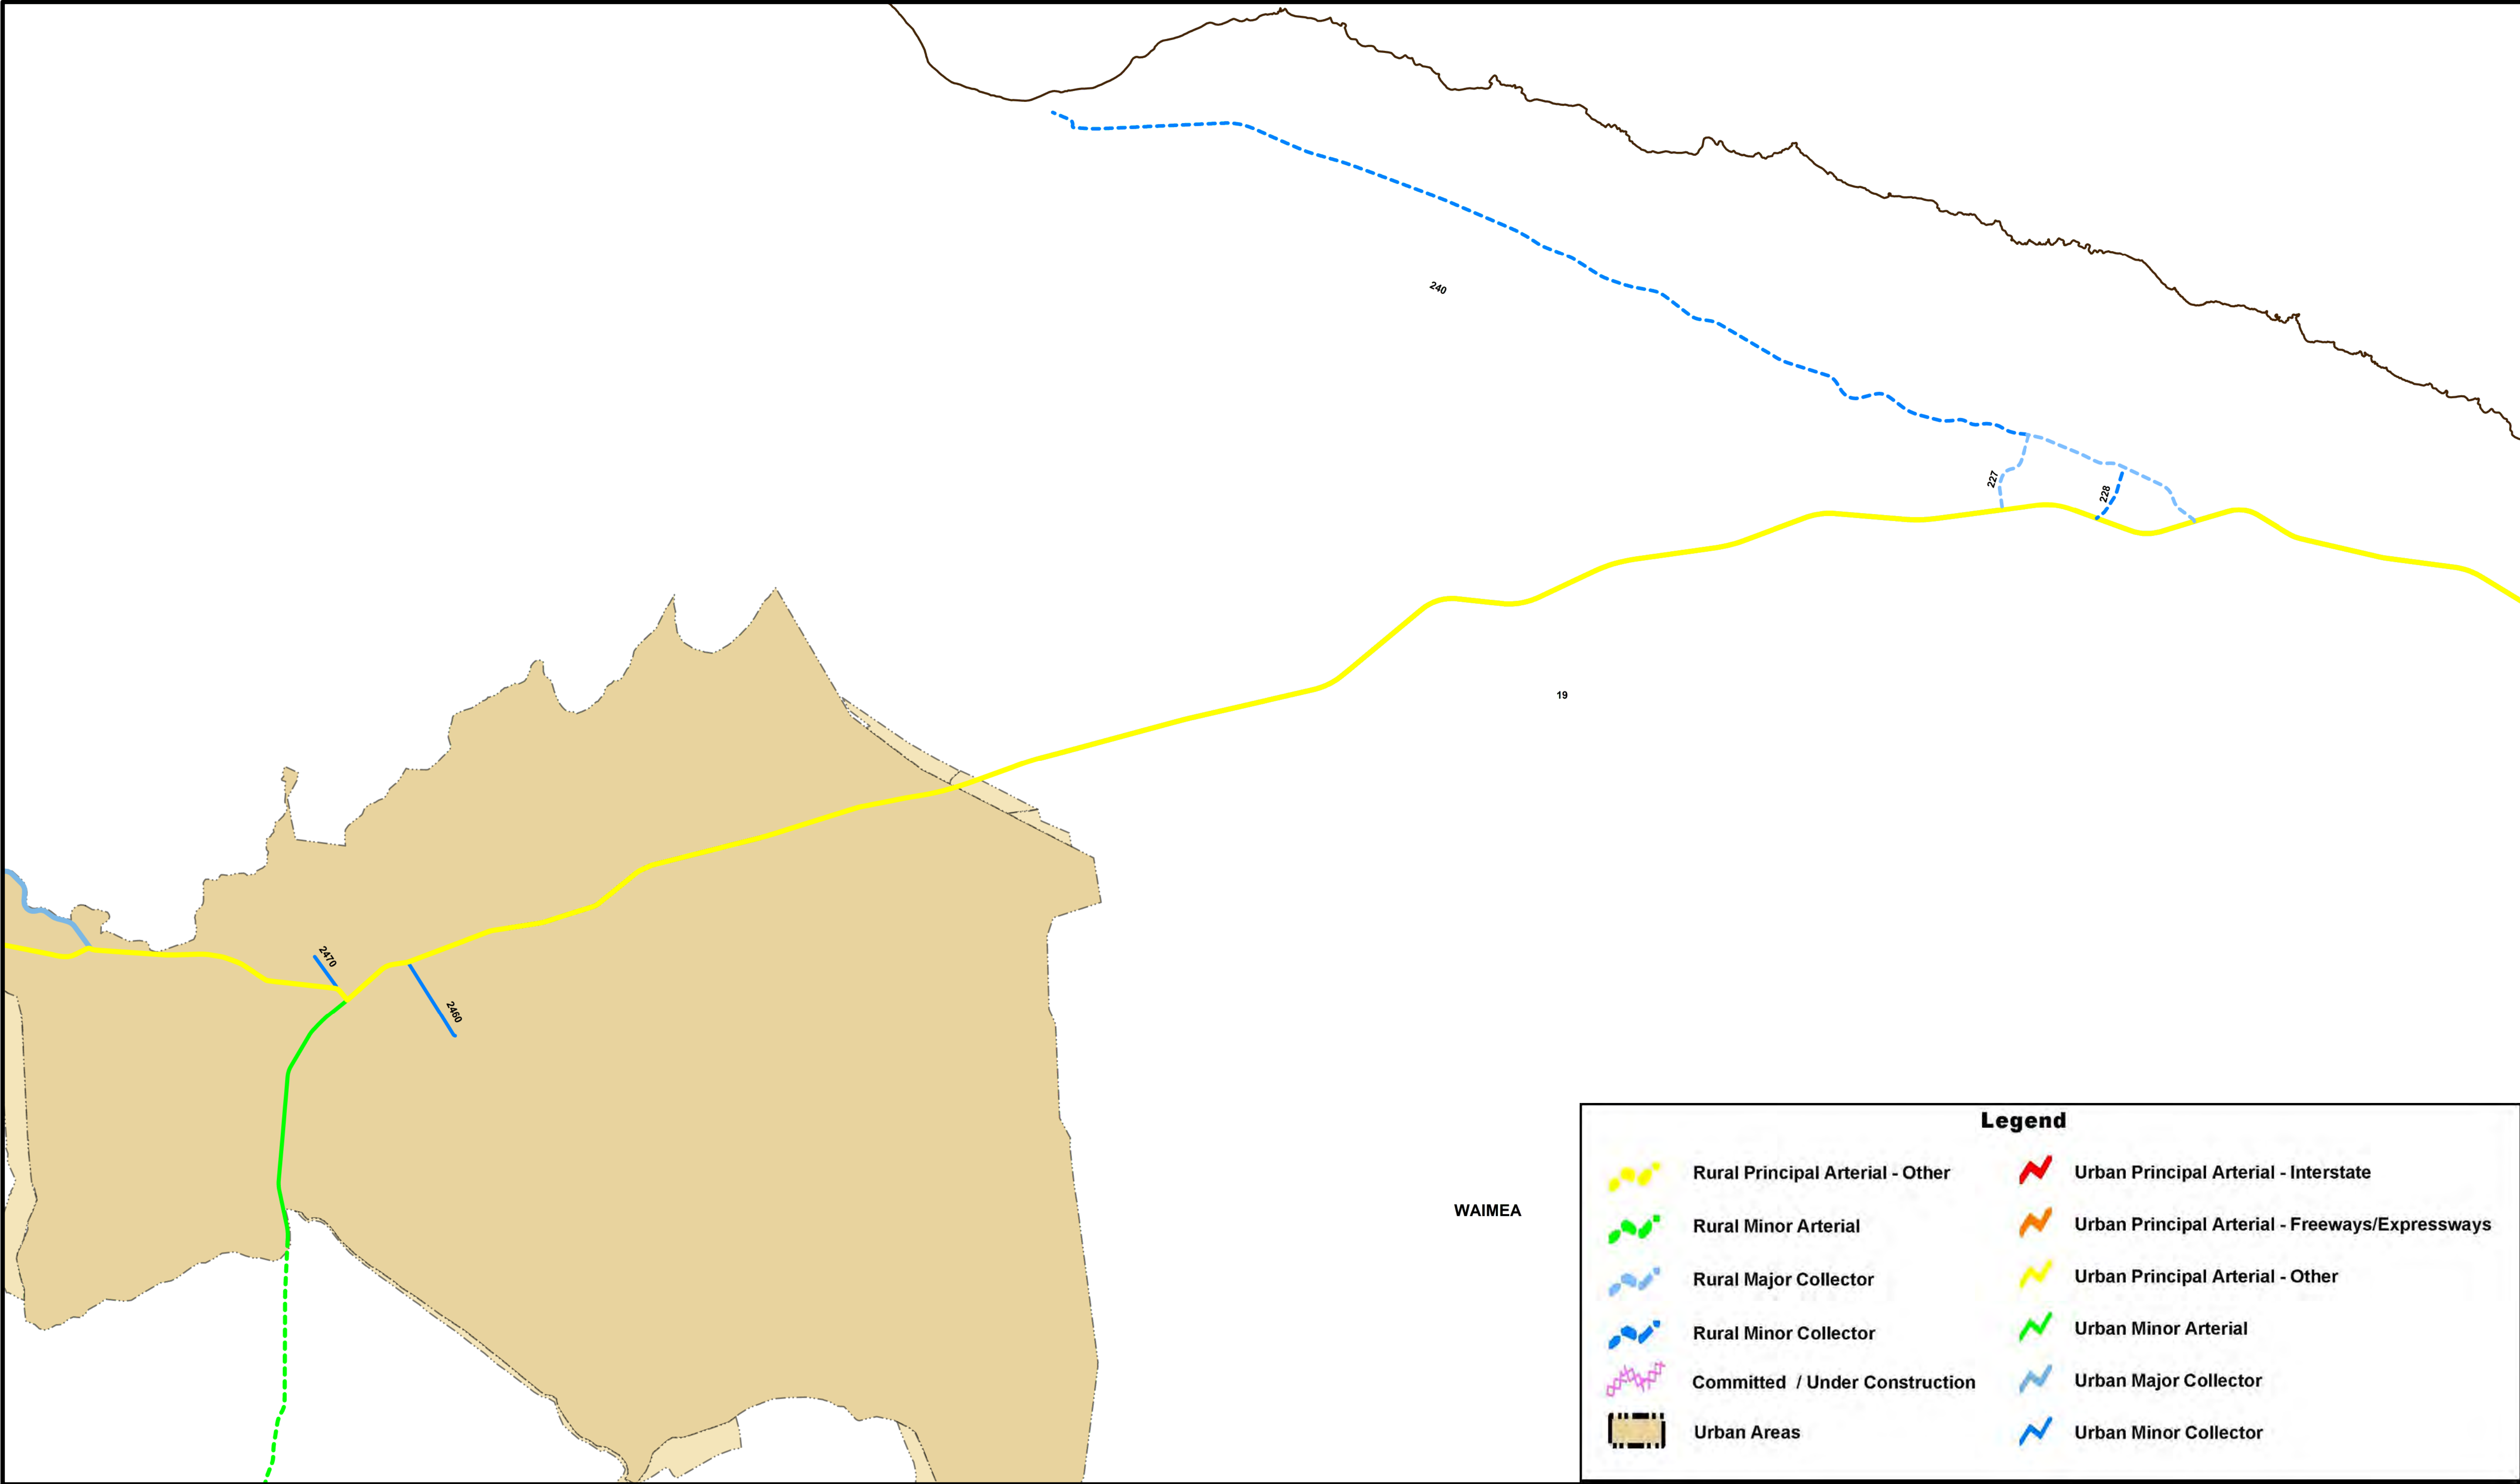 240
227
228
19
2470
2460
WAIMEA
Legend
Rural Principal Arterial - Other
Rural Minor Arterial
Rural Major Collector
Rural Minor Collector
Committed / Under Construction
Urban Areas
Urban Principal Arterial - Interstate
Urban Principal Arterial - Freeways/Expressways
Urban Principal Arterial - Other
Urban Minor Arterial
Urban Major Collector
Urban Minor Collector